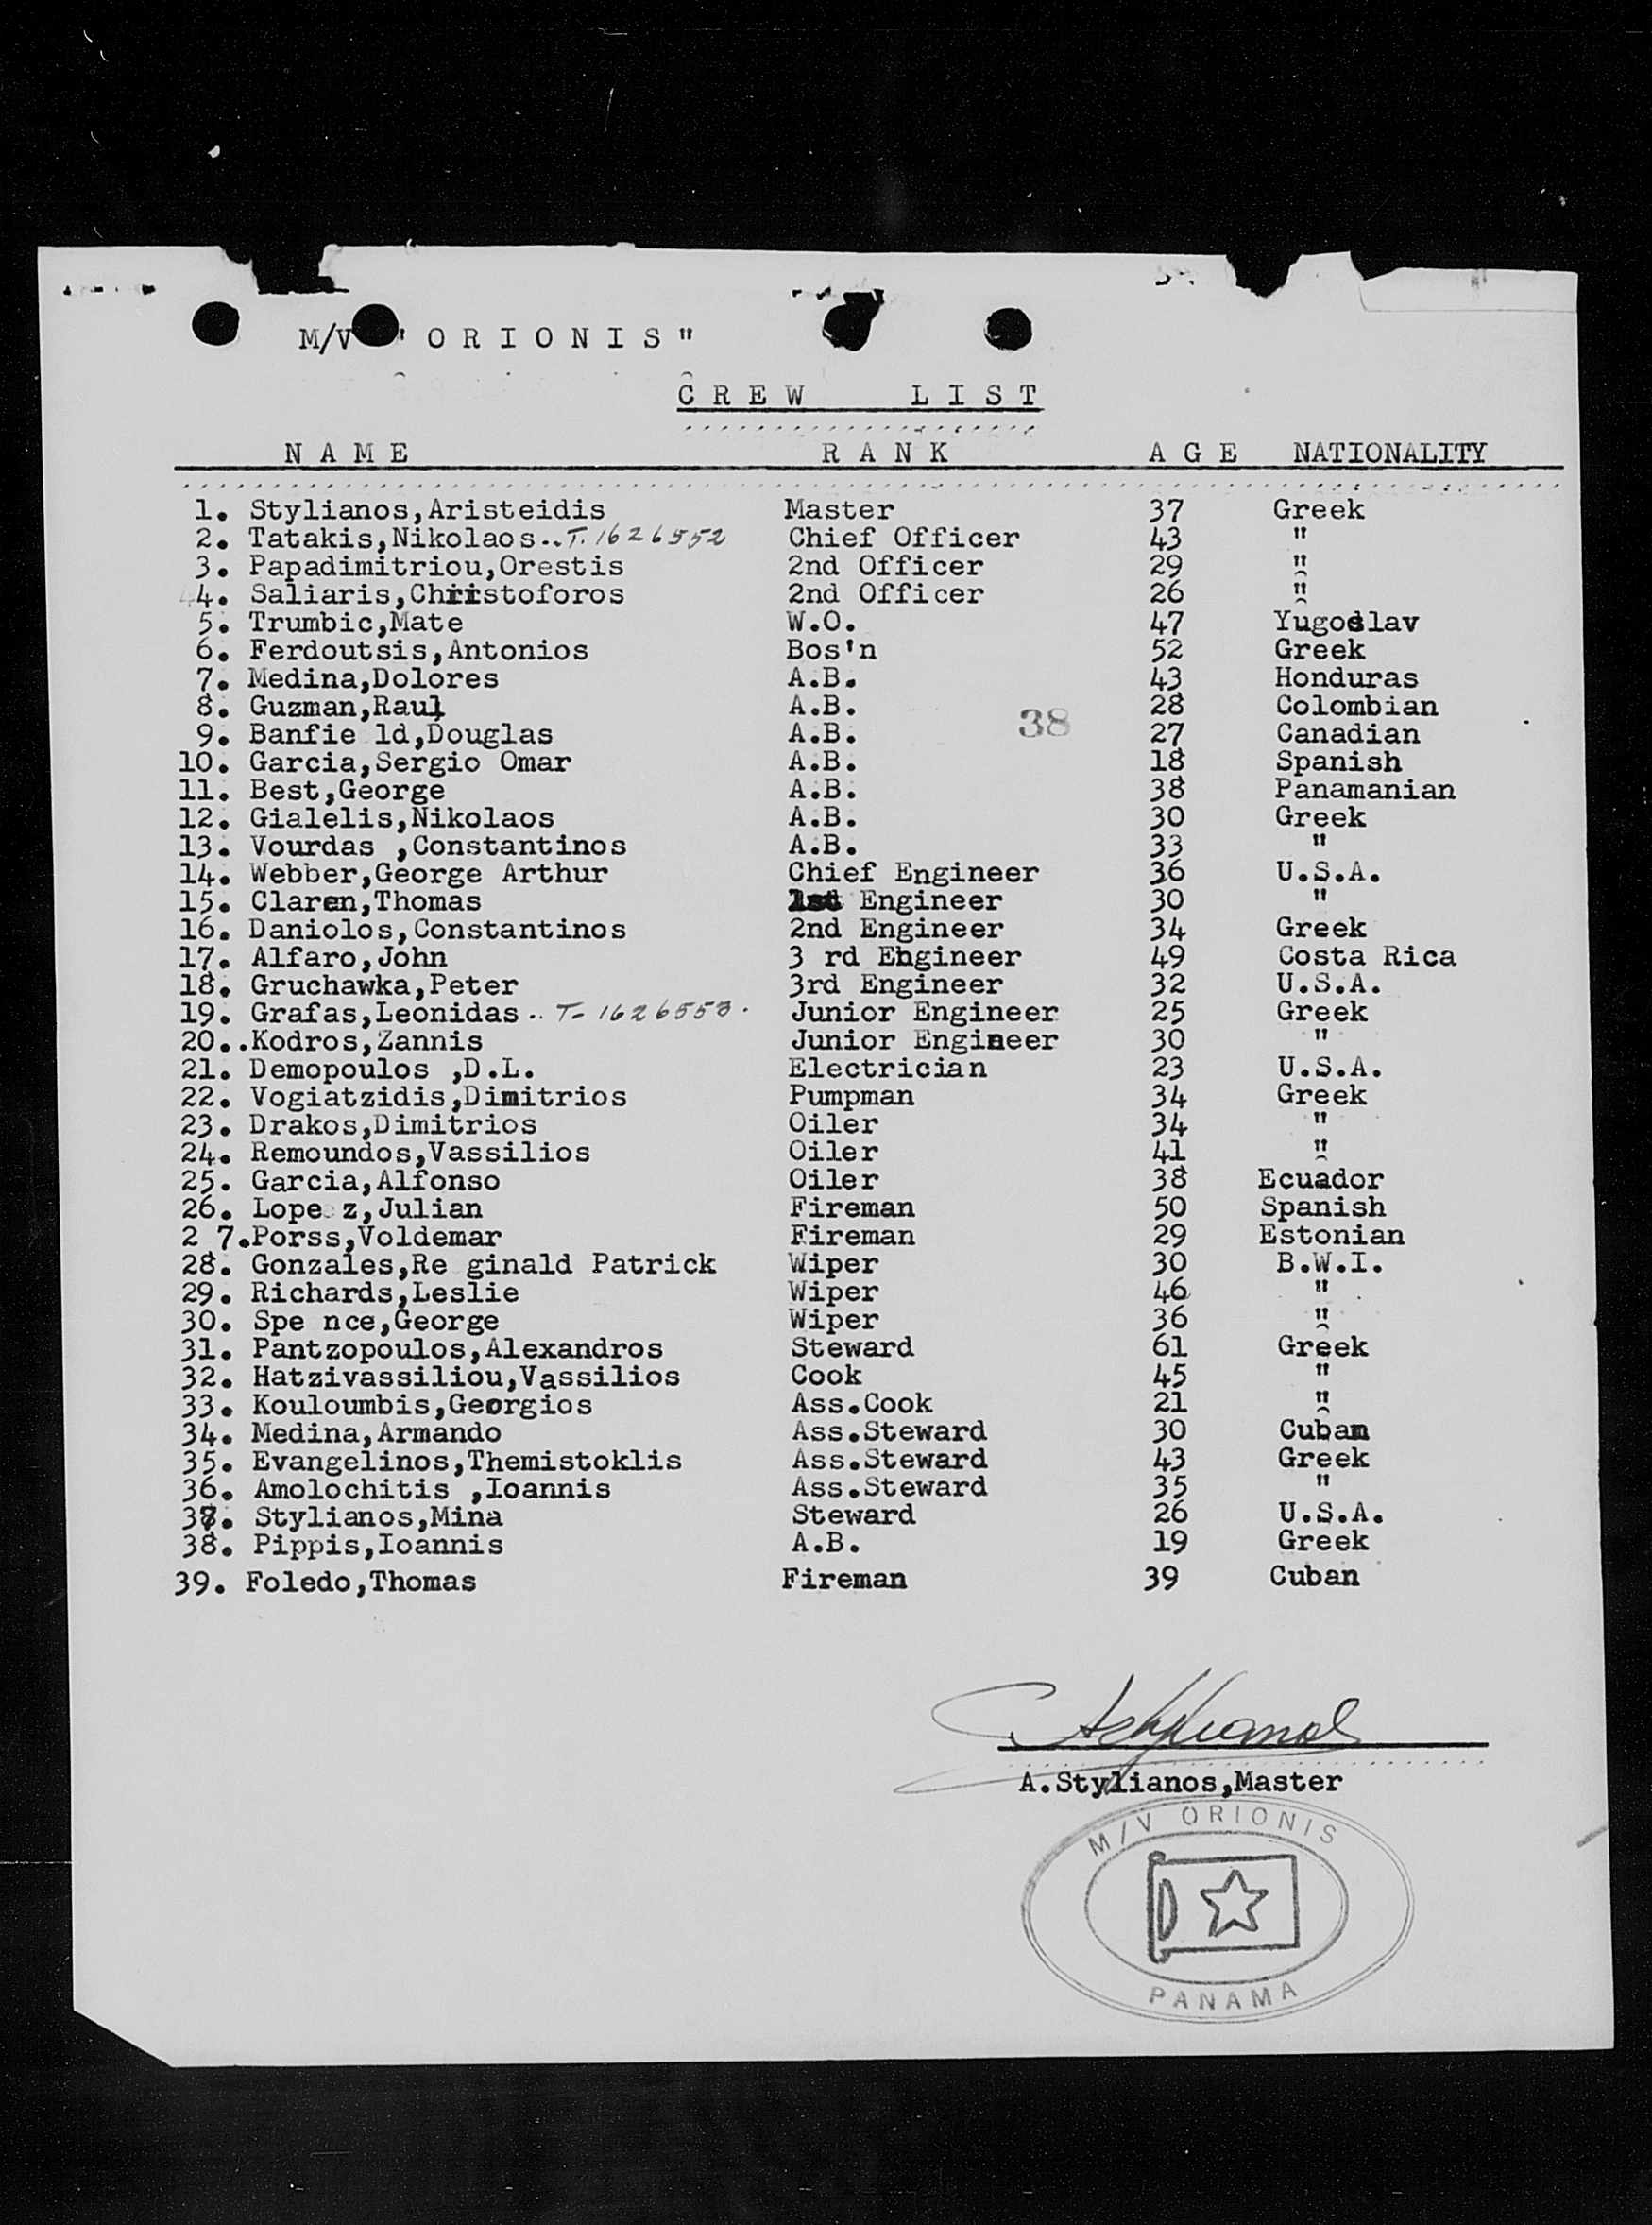 M/V "ORIONIS"
CREW LIST
NAME RANK AGE NATIONALITY
1. Stylianos,Aristeidis Master 37 Greek
2. Tatakis,Nikolaos..T.1626552 Chief Officer 43 "
3. Papadimitriou,Orestis 2nd Officer 29 "
4. Saliaris,Christoforos 2nd Officer 26 "
5. Trumbic,Mate W.O. 47 Yugoslav
6. Ferdoutsis,Antonios Bos'n 52 Greek
7. Medina,Dolores A.B. 43 Honduras
8. Guzman,Raul A.B. 28 Colombian
38
9. Banfie ld,Douglas A.B. 27 Canadian
10. Garcia,Sergio Omar A.B. 18 Spanish
11. Best,George A.B. 38 Panamanian
12. Gialelis,Nikolaos A.B. 30 Greek
13. Vourdas ,Constantinos A.B. 33 "
14. Webber,George Arthur Chief Engineer 36 U.S.A.
15. Claren,Thomas 1st Engineer 30 "
16. Daniolos,Constantinos 2nd Engineer 34 Greek
17. Alfaro,John 3 rd Engineer 49 Costa Rica
18. Gruchawka,Peter 3rd Engineer 32 U.S.A.
19. Grafas,Leonidas .. T- 1626553. Junior Engineer 25 Greek
20..Kodros,Zannis Junior Engineer 30 "
21. Demopoulos ,D.L. Electrician 23 U.S.A.
22. Vogiatzidis,Dimitrios Pumpman 34 Greek
23. Drakos,Dimitrios Oiler 34 "
24. Remoundos,Vassilios Oiler 41 "
25. Garcia,Alfonso Oiler 38 Ecuador
26. Lope z,Julian Fireman 50 Spanish
2 7.Porss,Voldemar Fireman 29 Estonian
28. Gonzales,Re ginald Patrick Wiper 30 B.W.I.
29. Richards,Leslie Wiper 46 "
30. Spe nce,George Wiper 36 "
31. Pantzopoulos,Alexandros Steward 61 Greek
32. Hatzivassiliou,Vassilios Cook 45 "
33. Kouloumbis,Georgios Ass.Cook 21 "
34. Medina,Armando Ass.Steward 30 Cuban
35. Evangelinos,Themistoklis Ass.Steward 43 Greek
36. Amolochitis ,Ioannis Ass.Steward 35 "
37. Stylianos,Mina Steward 26 U.S.A.
38. Pippis,Ioannis A.B. 19 Greek
39. Foledo,Thomas Fireman 39 Cuban
AStylianos
A.Stylianos,Master
M/V ORIONIS
PANAMA